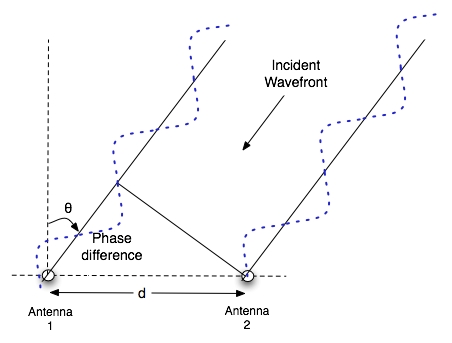 Incident
Wavefront
θ
Phase
difference
d
Antenna
1
Antenna
2